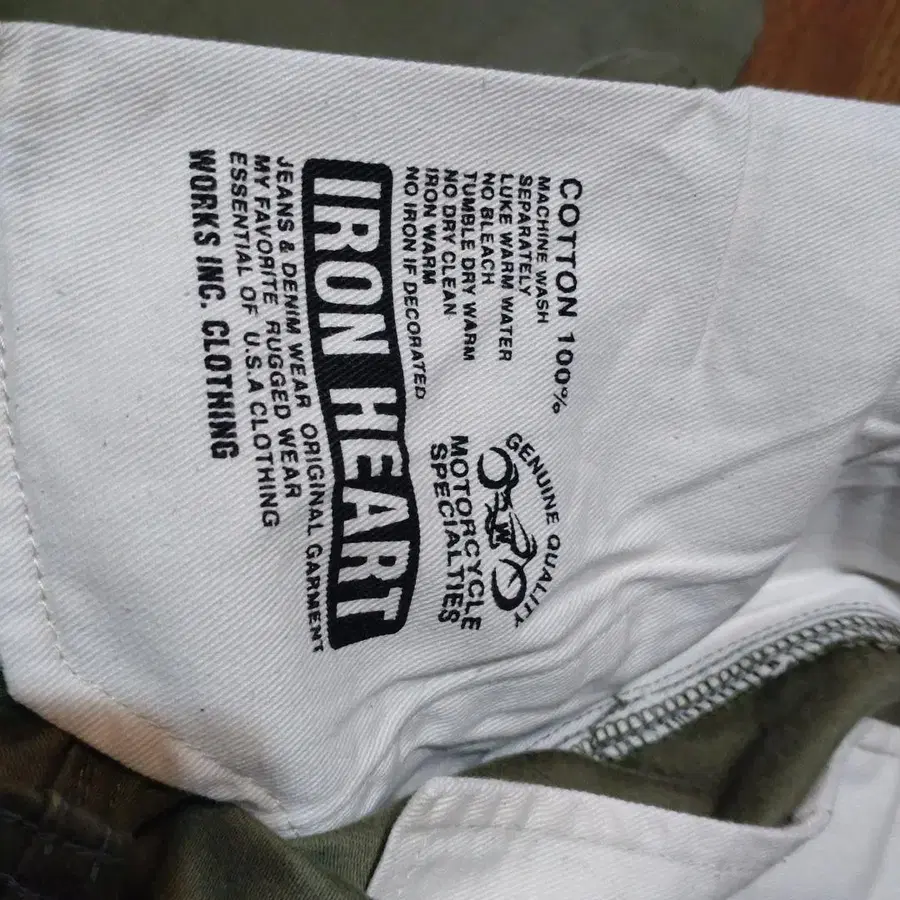 COTTON 100%
MACHINE WASH
SEPARATELY
LUKE WARM WATER
NO BLEACH
TUMBLE DRY WARM
NO DRY CLEAN
IRON WARM
NO IRON IF DECORATED
GENUINE QUALITY
W
MOTORCYCLE
SPECIALTIES
IRON HEART
JEANS & DENIM WEAR ORIGINAL GARMENT
MY FAVORITE RUGGED WEAR
ESSENTIAL OF U.S.A CLOTHING
WORKS INC. CLOTHING